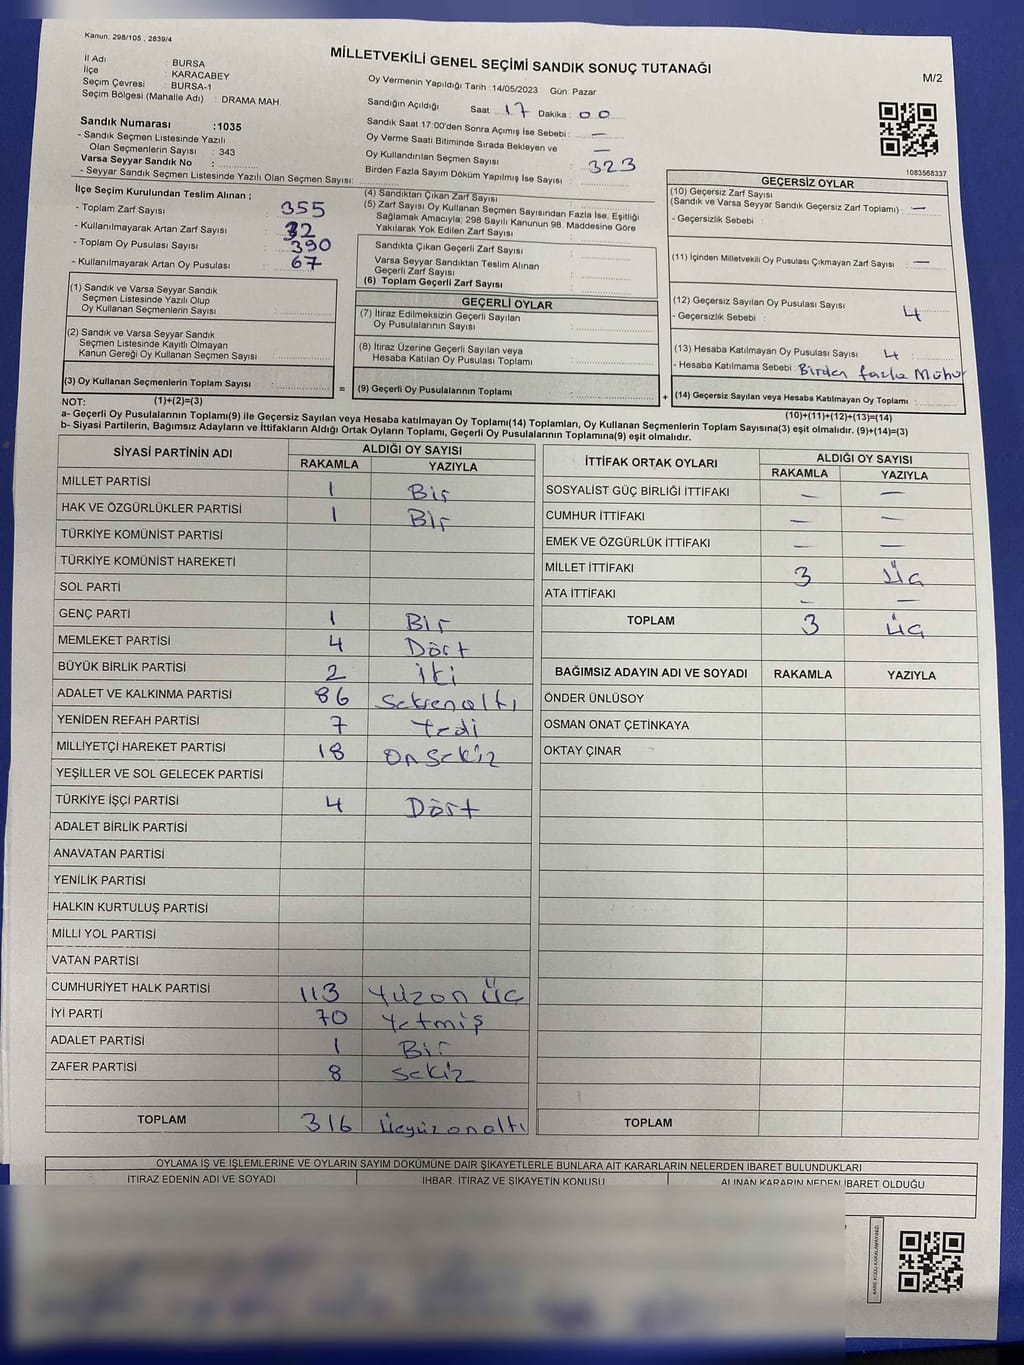 Kanun: 298/105 , 2839/4
MİLLETVEKİLİ GENEL SEÇİMİ SANDIK SONUÇ TUTANAĞI
M/2
İl Adı : BURSA
İlçe : KARACABEY
Seçim Çevresi : BURSA-1
Seçim Bölgesi (Mahalle Adı) : DRAMA MAH.
Oy Vermenin Yapıldığı Tarih : 14/05/2023 Gün: Pazar
Sandığın Açıldığı Saat: 17 Dakika : 00
Sandık Saat 17:00'den Sonra Açımış İse Sebebi : —
Oy Verme Saati Bitiminde Sırada Bekleyen ve —
Oy Kullandırılan Seçmen Sayısı : 323
Birden Fazla Sayım Döküm Yapılmış İse Sayısı :
Sandık Numarası :1035
- Sandık Seçmen Listesinde Yazılı
Olan Seçmenlerin Sayısı : 343
Varsa Seyyar Sandık No :
- Seyyar Sandık Seçmen Listesinde Yazılı Olan Seçmen Sayısı:
1083568337
İlçe Seçim Kurulundan Teslim Alınan ;
- Toplam Zarf Sayısı : 355
- Kullanılmayarak Artan Zarf Sayısı : 32
- Toplam Oy Pusulası Sayısı : 390
- Kullanılmayarak Artan Oy Pusulası : 67
(1) Sandık ve Varsa Seyyar Sandık
Seçmen Listesinde Yazılı Olup
Oy Kullanan Seçmenlerin Sayısı :
(2) Sandık ve Varsa Seyyar Sandık
Seçmen Listesinde Kayıtlı Olmayan
Kanun Gereği Oy Kullanan Seçmen Sayısı :
(3) Oy Kullanan Seçmenlerin Toplam Sayısı :
(4) Sandıktan Çıkan Zarf Sayısı :
(5) Zarf Sayısı Oy Kullanan Seçmen Sayısından Fazla İse, Eşitliği
Sağlamak Amacıyla; 298 Sayılı Kanunun 98. Maddesine Göre
Yakılarak Yok Edilen Zarf Sayısı :
Sandıkta Çıkan Geçerli Zarf Sayısı :
Varsa Seyyar Sandıktan Teslim Alınan
Geçerli Zarf Sayısı :
(6) Toplam Geçerli Zarf Sayısı :
GEÇERLİ OYLAR
(7) İtiraz Edilmeksizin Geçerli Sayılan
Oy Pusulalarının Sayısı :
(8) İtiraz Üzerine Geçerli Sayılan veya
Hesaba Katılan Oy Pusulası Toplamı :
= (9) Geçerli Oy Pusulalarının Toplamı :
GEÇERSİZ OYLAR
(10) Geçersiz Zarf Sayısı
(Sandık ve Varsa Seyyar Sandık Geçersiz Zarf Toplamı) : —
- Geçersizlik Sebebi :
(11) İçinden Milletvekili Oy Pusulası Çıkmayan Zarf Sayısı : —
(12) Geçersiz Sayılan Oy Pusulası Sayısı : 4
- Geçersizlik Sebebi :
(13) Hesaba Katılmayan Oy Pusulası Sayısı : 4
- Hesaba Katılmama Sebebi : Birden fazla Mühür
+ (14) Geçersiz Sayılan veya Hesaba Katılmayan Oy Toplamı :
NOT: (1)+(2)=(3)
(10)+(11)+(12)+(13)=(14)
a- Geçerli Oy Pusulalarının Toplamı(9) ile Geçersiz Sayılan veya Hesaba katılmayan Oy Toplamı(14) Toplamları, Oy Kullanan Seçmenlerin Toplam Sayısına(3) eşit olmalıdır. (9)+(14)=(3)
b- Siyasi Partilerin, Bağımsız Adayların ve İttifakların Aldığı Ortak Oyların Toplamı, Geçerli Oy Pusulalarının Toplamına(9) eşit olmalıdır.
SİYASİ PARTİNİN ADI ALDIĞI OY SAYISI
RAKAMLA YAZIYLA
MİLLET PARTİSİ 1 Bir
HAK VE ÖZGÜRLÜKLER PARTİSİ 1 Bir
TÜRKİYE KOMÜNİST PARTİSİ
TÜRKİYE KOMÜNİST HAREKETİ
SOL PARTİ
GENÇ PARTİ 1 Bir
MEMLEKET PARTİSİ 4 Dört
BÜYÜK BİRLİK PARTİSİ 2 İki
ADALET VE KALKINMA PARTİSİ 86 Seksenaltı
YENİDEN REFAH PARTİSİ 7 Yedi
MİLLİYETÇİ HAREKET PARTİSİ 18 Onsekiz
YEŞİLLER VE SOL GELECEK PARTİSİ
TÜRKİYE İŞÇİ PARTİSİ 4 Dört
ADALET BİRLİK PARTİSİ
ANAVATAN PARTİSİ
YENİLİK PARTİSİ
HALKIN KURTULUŞ PARTİSİ
MİLLİ YOL PARTİSİ
VATAN PARTİSİ
CUMHURİYET HALK PARTİSİ 113 Yüzon üç
İYİ PARTİ 70 Yetmiş
ADALET PARTİSİ 1 Bir
ZAFER PARTİSİ 8 Sekiz
TOPLAM 316 Üçyüzonaltı
İTTİFAK ORTAK OYLARI ALDIĞI OY SAYISI
RAKAMLA YAZIYLA
SOSYALİST GÜÇ BİRLİĞİ İTTİFAKI — —
CUMHUR İTTİFAKI — —
EMEK VE ÖZGÜRLÜK İTTİFAKI — —
MİLLET İTTİFAKI 3 Üç
ATA İTTİFAKI — —
TOPLAM 3 üç
BAĞIMSIZ ADAYIN ADI VE SOYADI RAKAMLA YAZIYLA
ÖNDER ÜNLÜSOY
OSMAN ONAT ÇETİNKAYA
OKTAY ÇINAR
TOPLAM
OYLAMA İŞ VE İŞLEMLERİNE VE OYLARIN SAYIM DÖKÜMÜNE DAİR ŞİKAYETLERLE BUNLARA AİT KARARLARIN NELERDEN İBARET BULUNDUKLARI
İTİRAZ EDENİN ADI VE SOYADI İHBAR, İTİRAZ VE ŞİKAYETİN KONUSU ALINAN KARARIN NEDEN İBARET OLDUĞU
KARE KODU KARALAMAYINIZ!